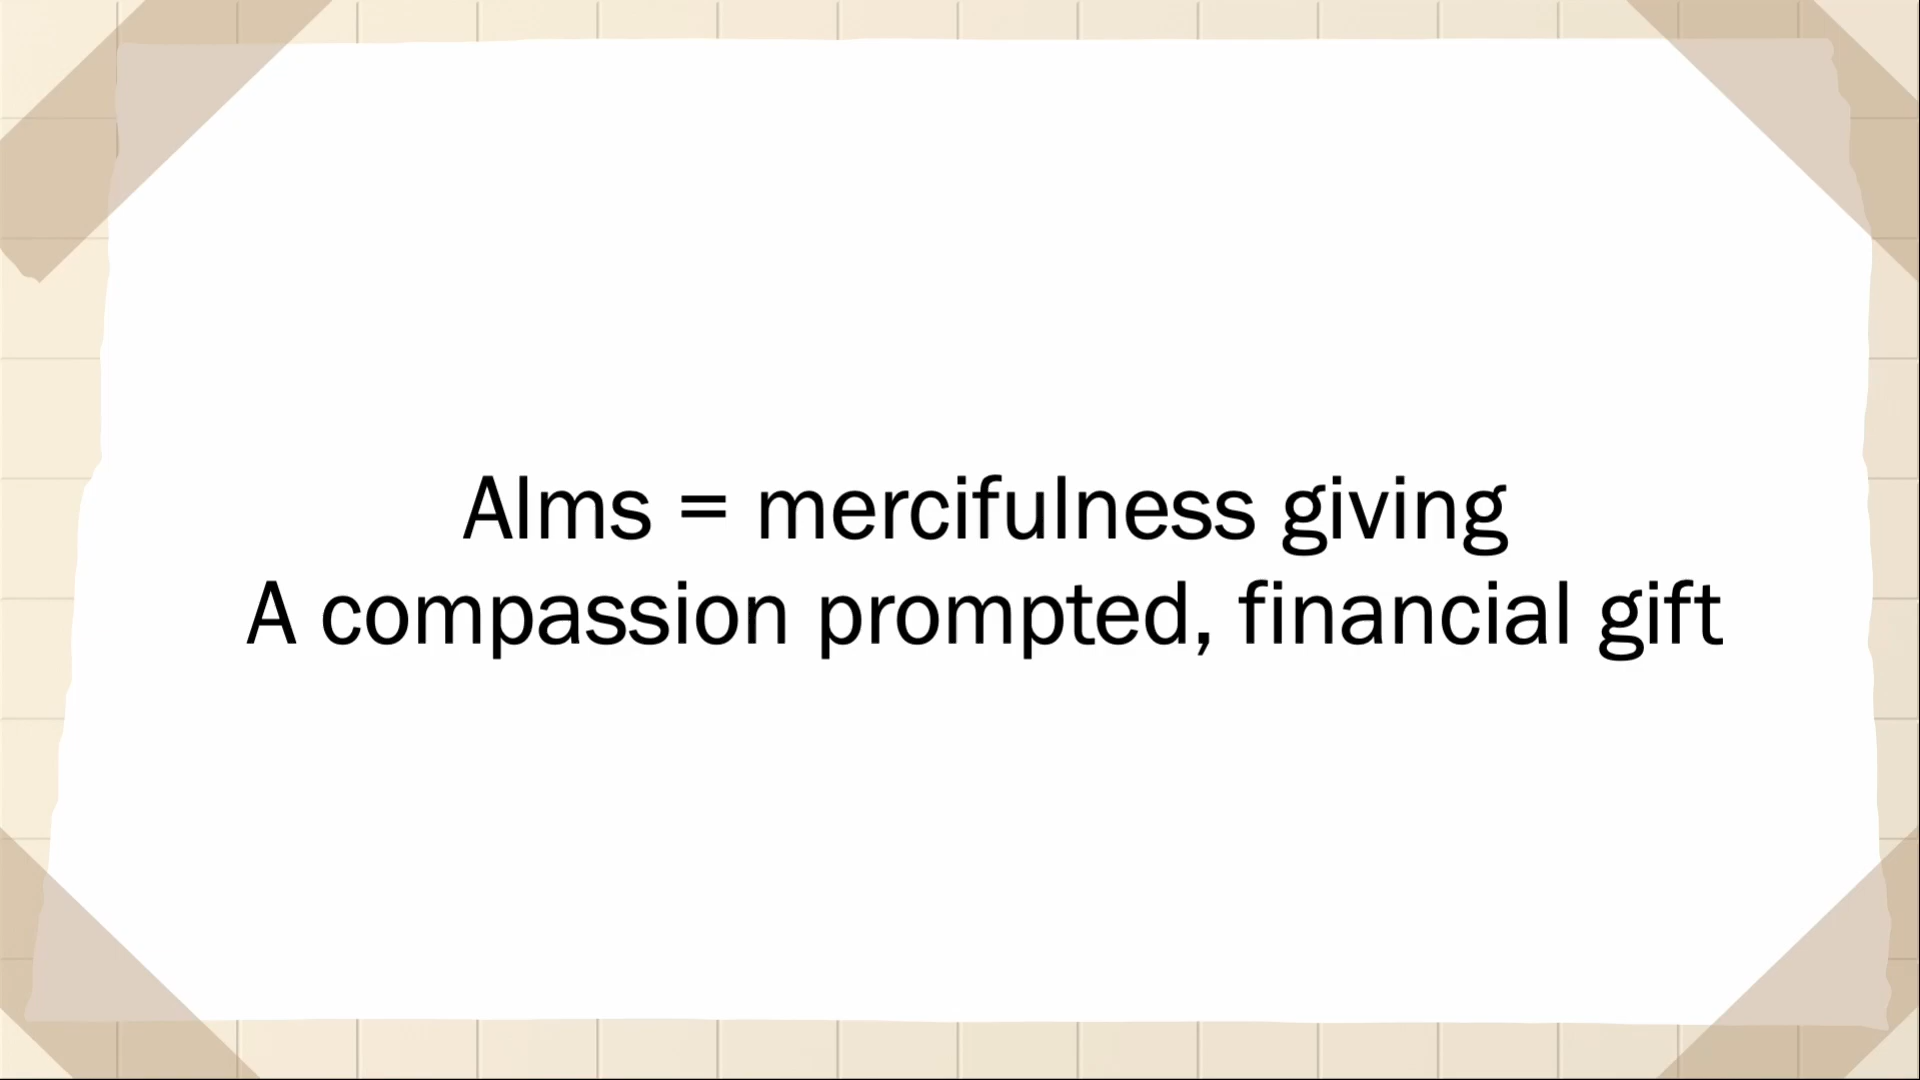 Alms = mercifulness giving
A compassion prompted, financial gift